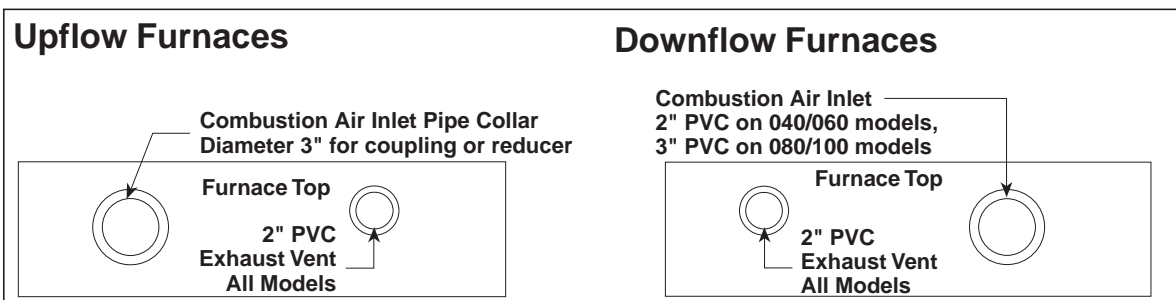 Upflow Furnaces
Combustion Air Inlet Pipe Collar
Diameter 3" for coupling or reducer
Furnace Top
2" PVC
Exhaust Vent
All Models
Downflow Furnaces
Combustion Air Inlet
2" PVC on 040/060 models,
3" PVC on 080/100 models
Furnace Top
2" PVC
Exhaust Vent
All Models